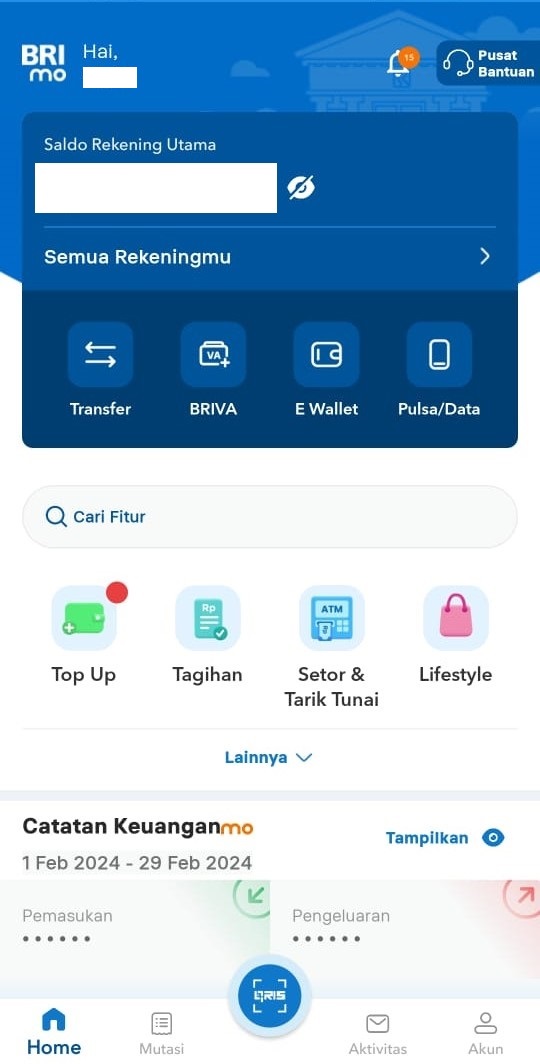 BRI
mo
Hai,
15
Pusat
Bantuan
Saldo Rekening Utama
Semua Rekeningmu
VA
Transfer
BRIVA
E Wallet
Pulsa/Data
Cari Fitur
Rp
ATM
Top Up
Tagihan
Setor &
Tarik Tunai
Lifestyle
Lainnya
Catatan Keuanganmo
Tampilkan
1 Feb 2024 - 29 Feb 2024
Pemasukan
Pengeluaran
••••••
••••••
QRIS
Home
Mutasi
Aktivitas
Akun